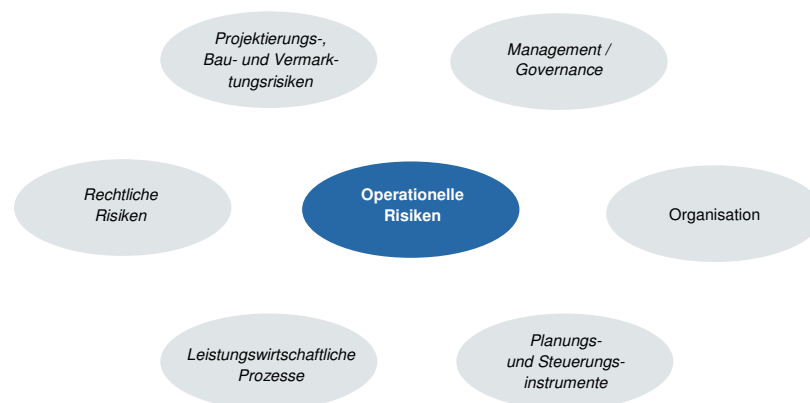 Projektierungs-,
Bau- und Vermark-
tungsrisiken
Management /
Governance
Rechtliche
Risiken
Operationelle
Risiken
Organisation
Leistungswirtschaftliche
Prozesse
Planungs-
und Steuerungs-
instrumente